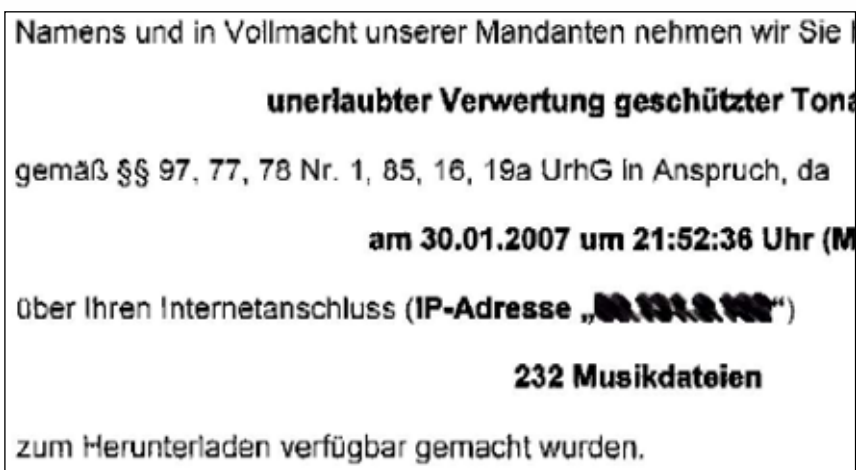 Namens und in Vollmacht unserer Mandanten nehmen wir Sie
unerlaubter Verwertung geschützter Tona
gemäß §§ 97, 77, 78 Nr. 1, 85, 16, 19a UrhG in Anspruch, da
am 30.01.2007 um 21:52:36 Uhr (M
über Ihren Internetanschluss (IP-Adresse „“)
232 Musikdateien
zum Herunterladen verfügbar gemacht wurden.